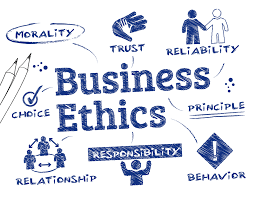 MORALITY
TRUST
RELIABILITY
Business
Ethics
CHOICE
PRINCIPLE
RESPONSIBILITY
RELATIONSHIP
BEHAVIOR